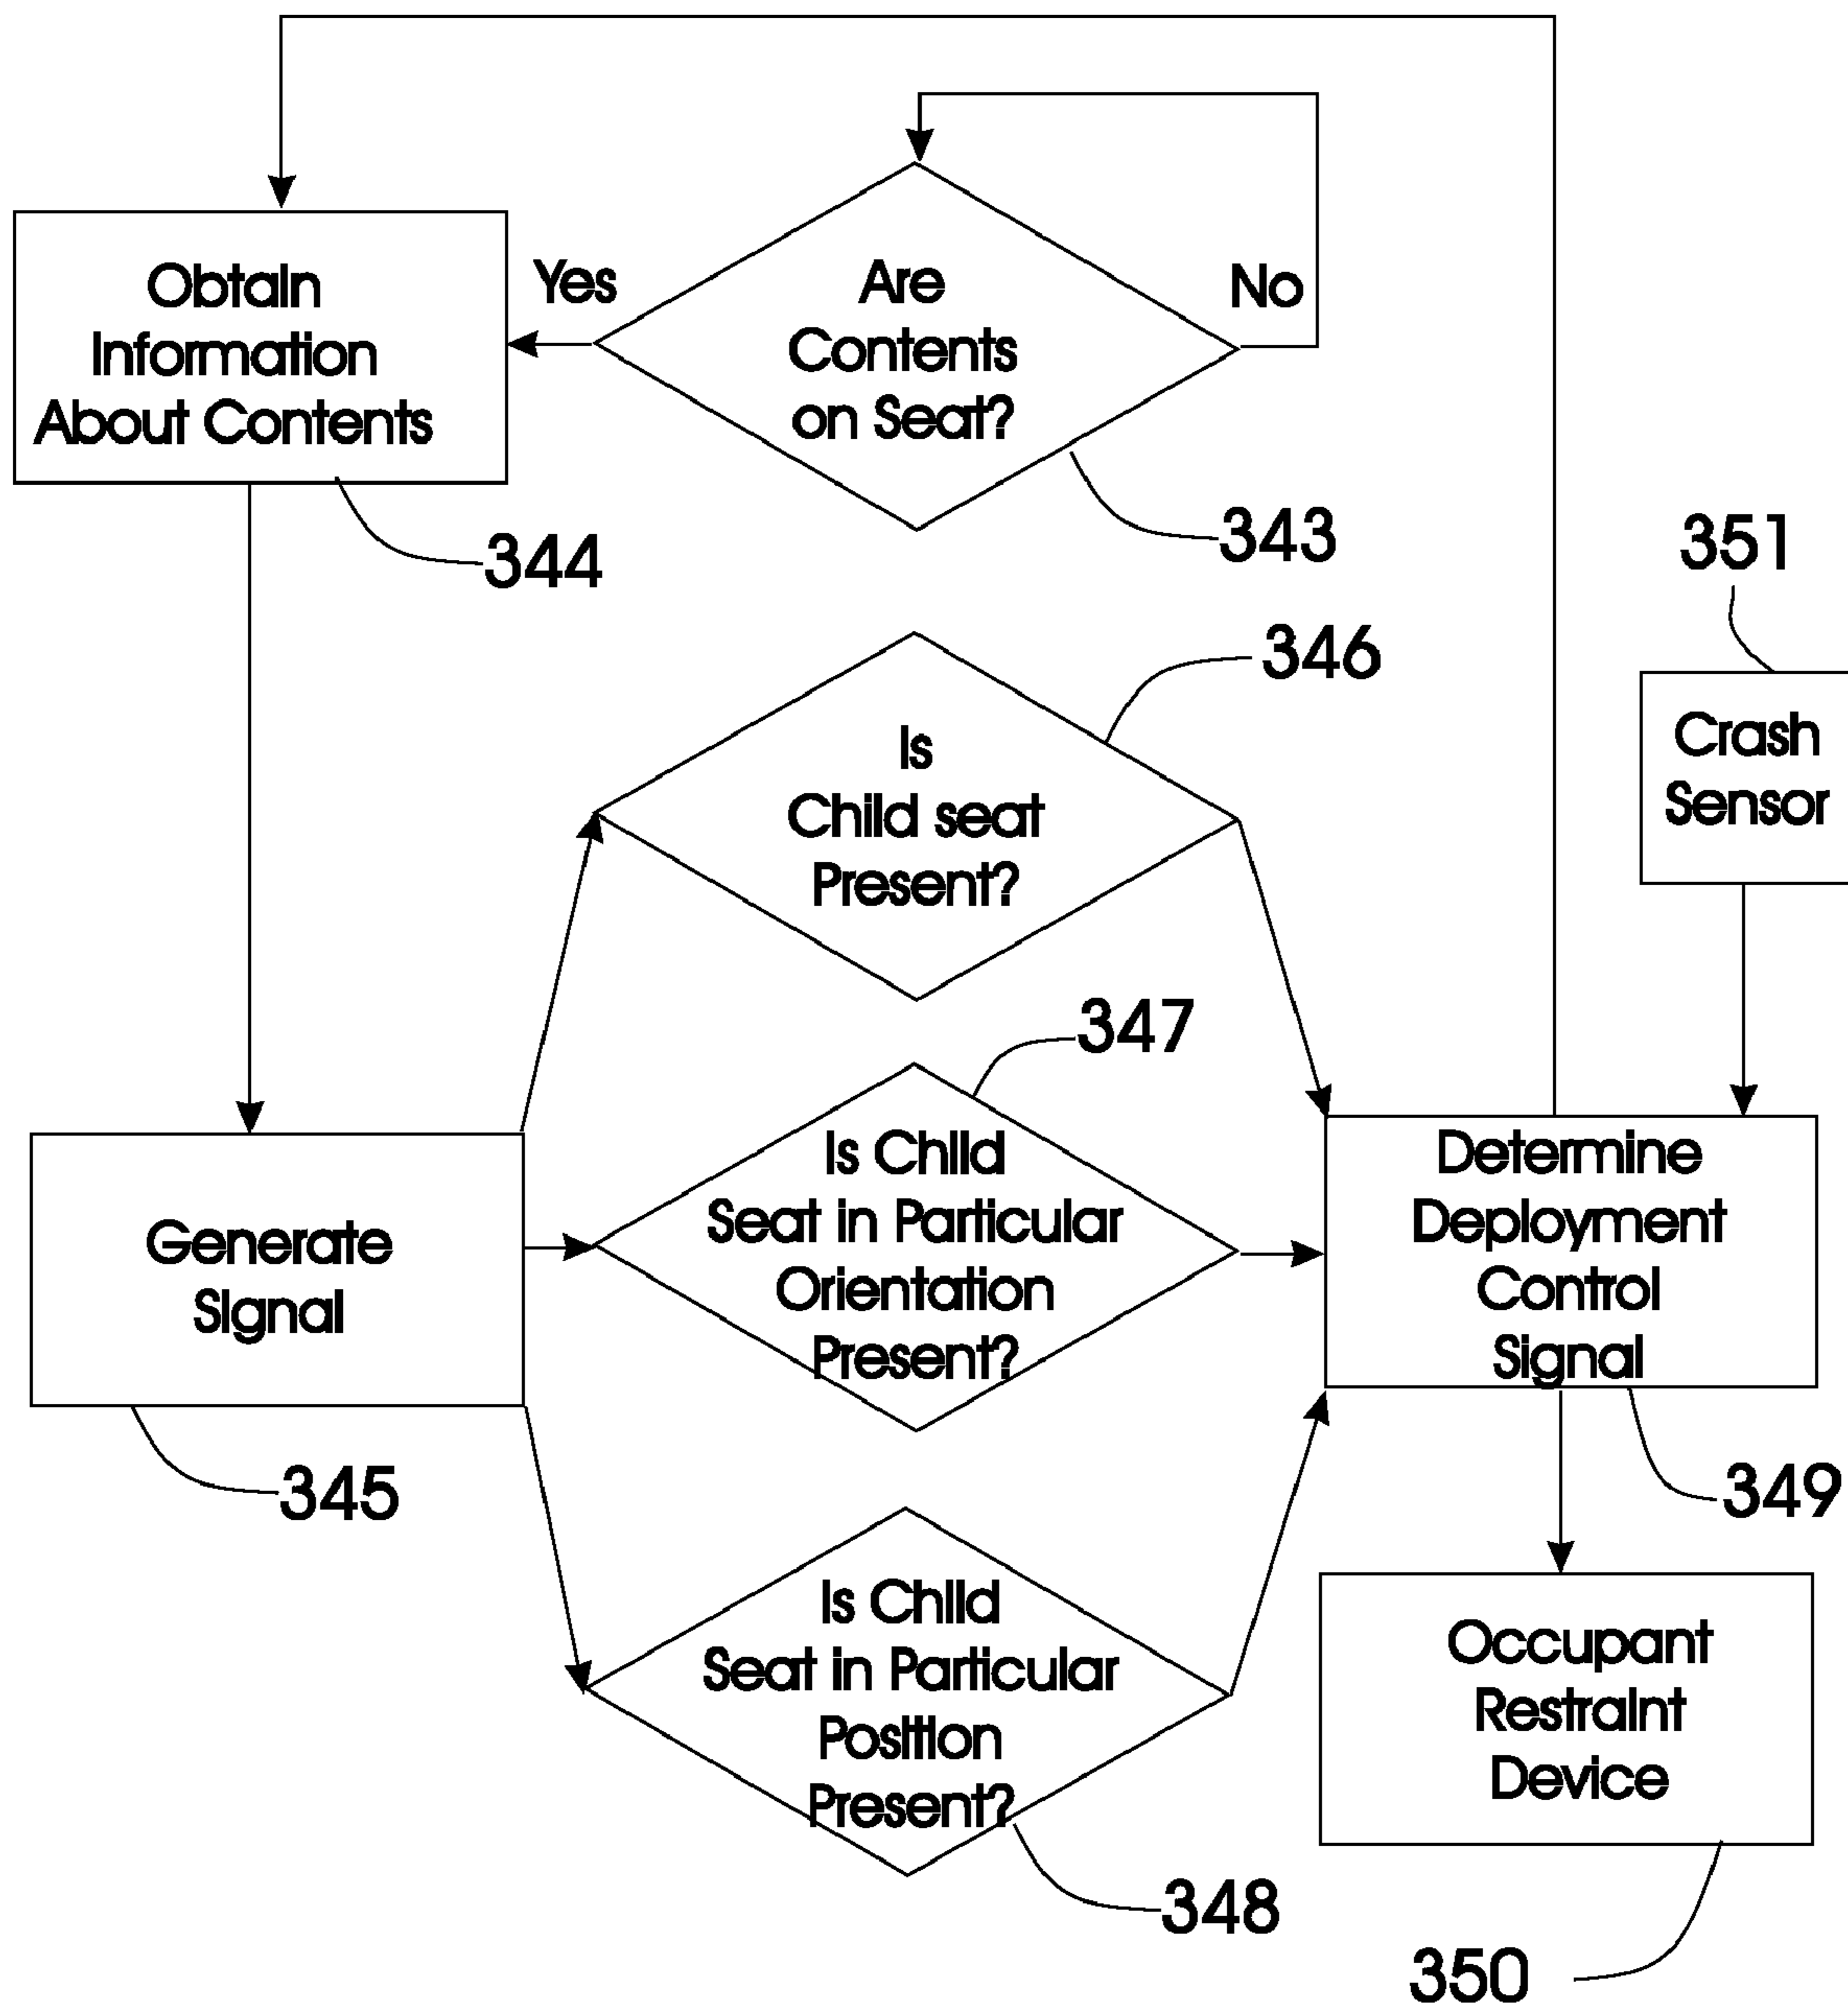 Obtain
Information
About Contents
Yes
Are
Contents
on Seat?
No
344
343
351
346
Is
Child seat
Present?
Crash
Sensor
347
Is Child
Seat in Particular
Orientation
Present?
Generate
Signal
Determine
Deployment
Control
Signal
345
349
Is Child
Seat in Particular
Position
Present?
Occupant
Restraint
Device
348
350